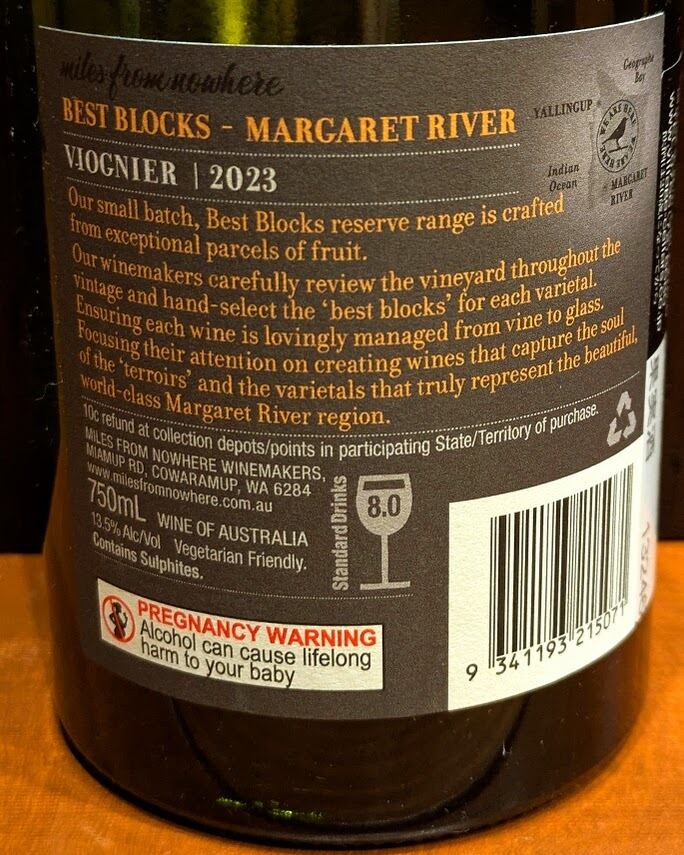 miles from nowhere
BEST BLOCKS - MARGARET RIVER
VIOGNIER | 2023
Geographe
Bay
YALLINGUP
WE ARE HERE
WE ARE HERE
Indian
Ocean
MARGARET
RIVER
Our small batch, Best Blocks reserve range is crafted
from exceptional parcels of fruit.
Our winemakers carefully review the vineyard throughout the
vintage and hand-select the 'best blocks' for each varietal.
Ensuring each wine is lovingly managed from vine to glass.
Focusing their attention on creating wines that capture the soul
of the 'terroirs' and the varietals that truly represent the beautiful,
world-class Margaret River region.
10c refund at collection depots/points in participating State/Territory of purchase.
MILES FROM NOWHERE WINEMAKERS,
MIAMUP RD, COWARAMUP, WA 6284
www.milesfromnowhere.com.au
750mL WINE OF AUSTRALIA
13.5% Alc/Vol Vegetarian Friendly.
Contains Sulphites.
Standard Drinks
8.0
PREGNANCY WARNING
Alcohol can cause lifelong
harm to your baby
9 341193 215071